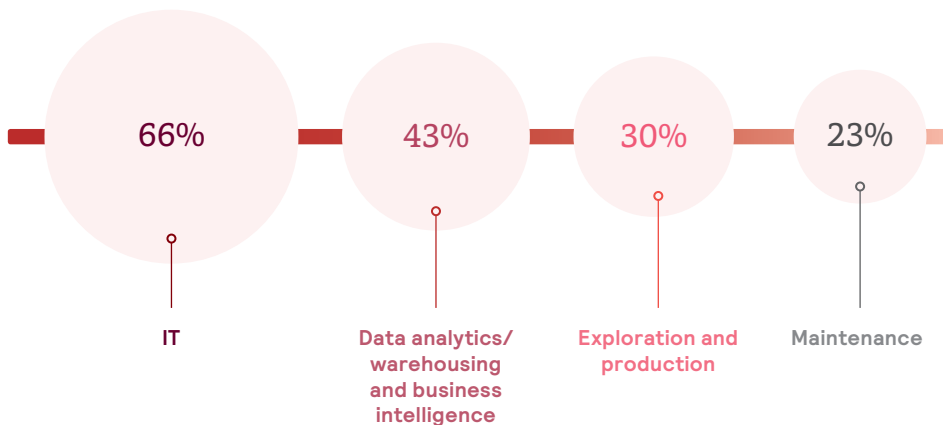 66%
43%
30%
23%
IT
Data analytics/
warehousing
and business
intelligence
Exploration and
production
Maintenance